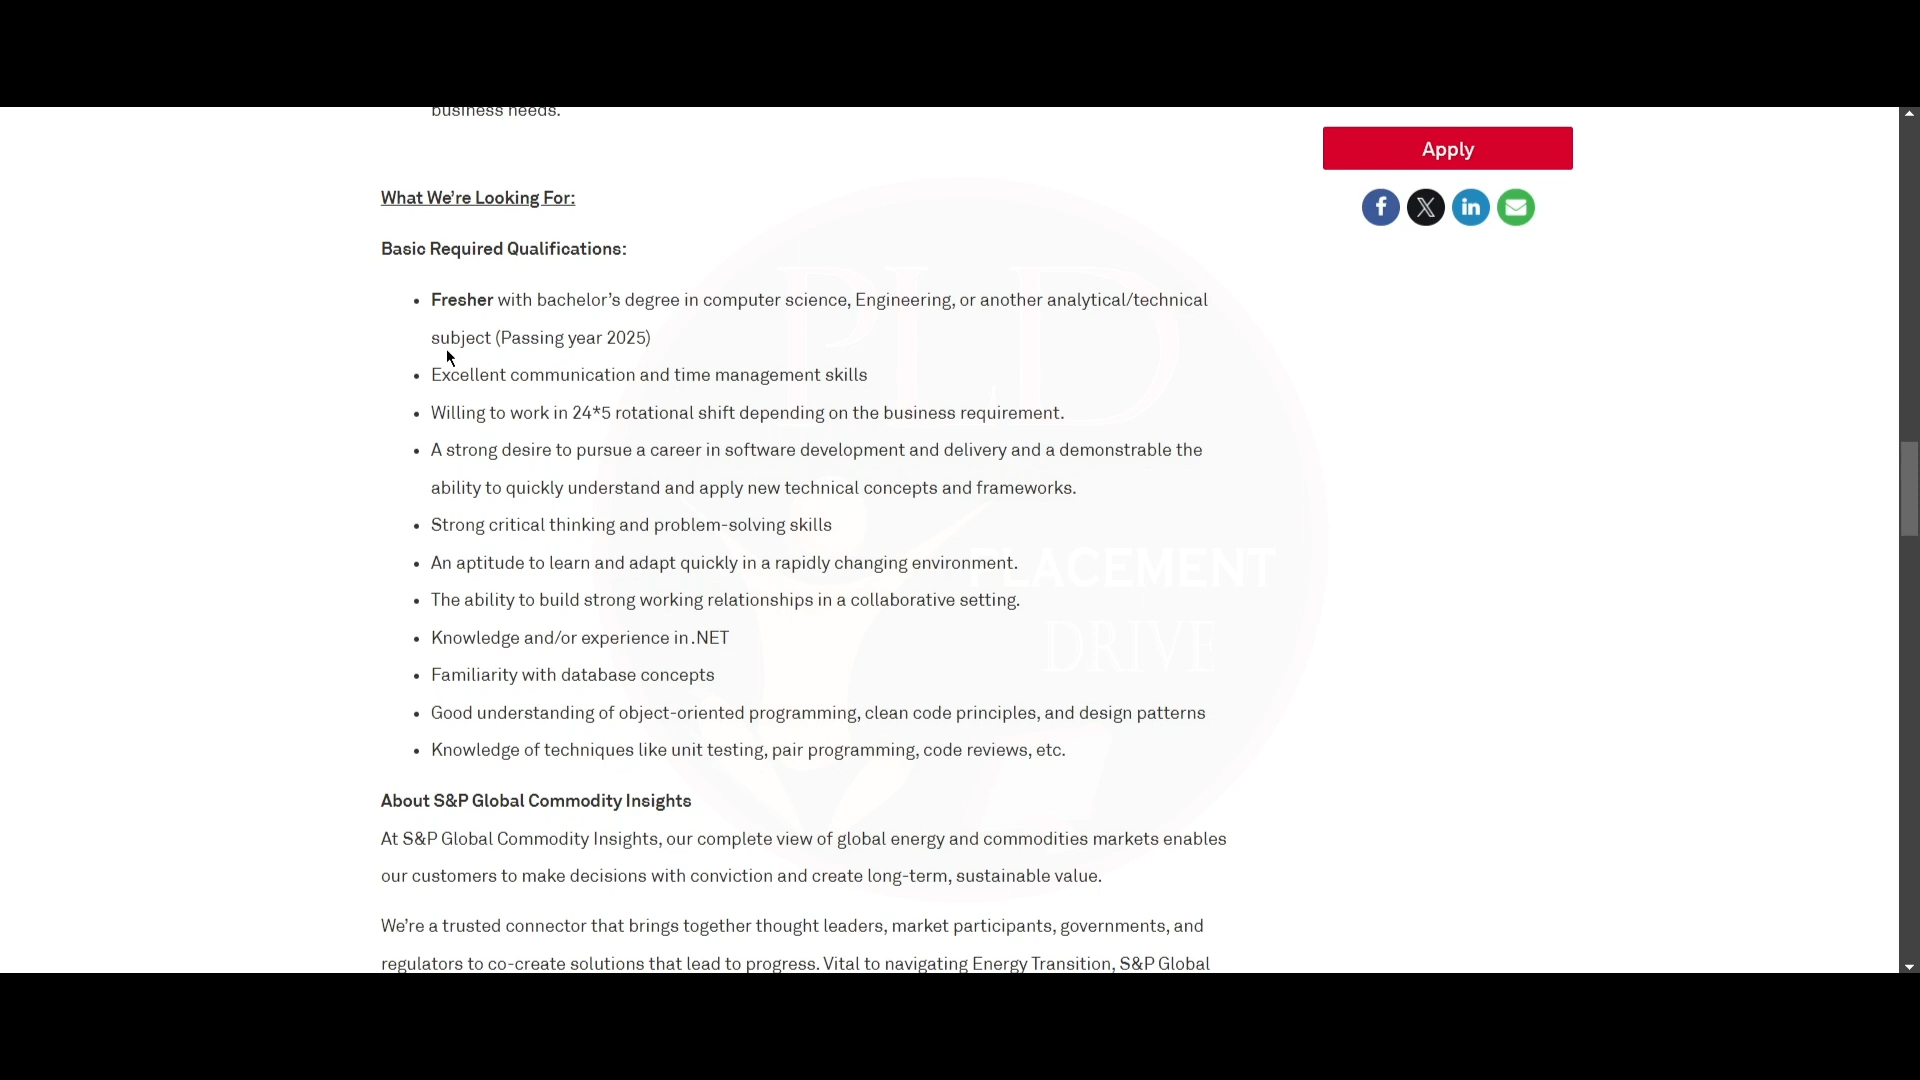 business needs.
Apply
What We're Looking For:
Basic Required Qualifications:
• Fresher with bachelor's degree in computer science, Engineering, or another analytical/technical
subject (Passing year 2025)
• Excellent communication and time management skills
• Willing to work in 24*5 rotational shift depending on the business requirement.
• A strong desire to pursue a career in software development and delivery and a demonstrable the
ability to quickly understand and apply new technical concepts and frameworks.
• Strong critical thinking and problem-solving skills
• An aptitude to learn and adapt quickly in a rapidly changing environment.
• The ability to build strong working relationships in a collaborative setting.
• Knowledge and/or experience in .NET
• Familiarity with database concepts
• Good understanding of object-oriented programming, clean code principles, and design patterns
• Knowledge of techniques like unit testing, pair programming, code reviews, etc.
About S&P Global Commodity Insights
At S&P Global Commodity Insights, our complete view of global energy and commodities markets enables
our customers to make decisions with conviction and create long-term, sustainable value.
We're a trusted connector that brings together thought leaders, market participants, governments, and
regulators to co-create solutions that lead to progress. Vital to navigating Energy Transition, S&P Global
PLD
PLACEMENT
DRIVE